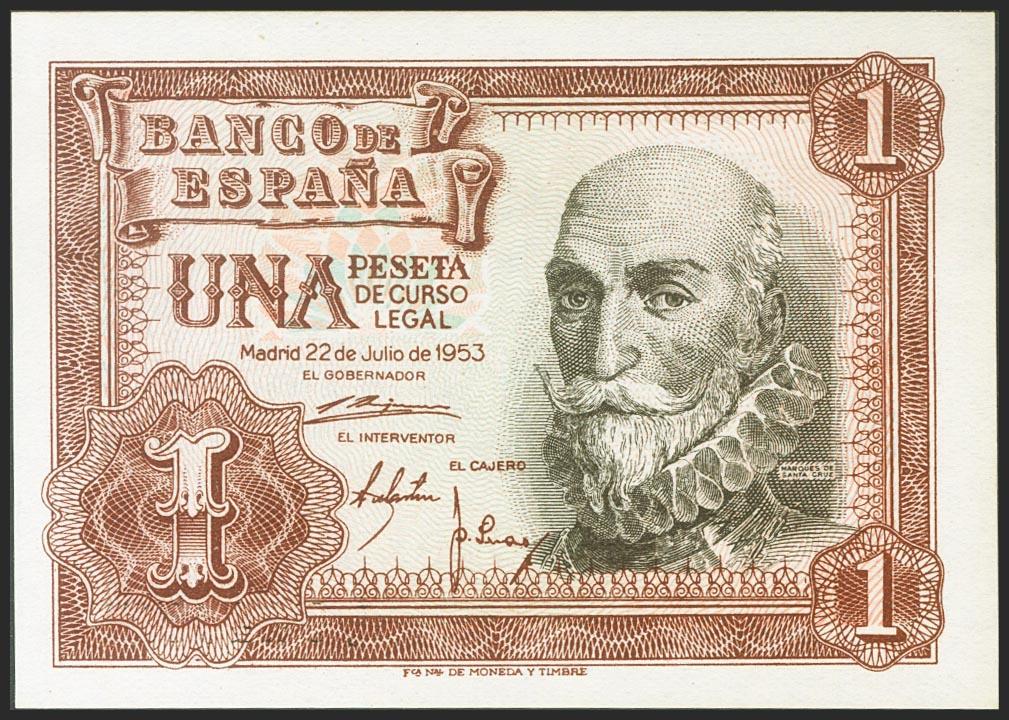 BANCO DE
ESPAÑA
1
UNA PESETA
DE CURSO
LEGAL
Madrid 22 de Julio de 1953
EL GOBERNADOR
EL INTERVENTOR
EL CAJERO
MARQUES DE
SANTA CRUZ
1
1
FCA NAL DE MONEDA Y TIMBRE